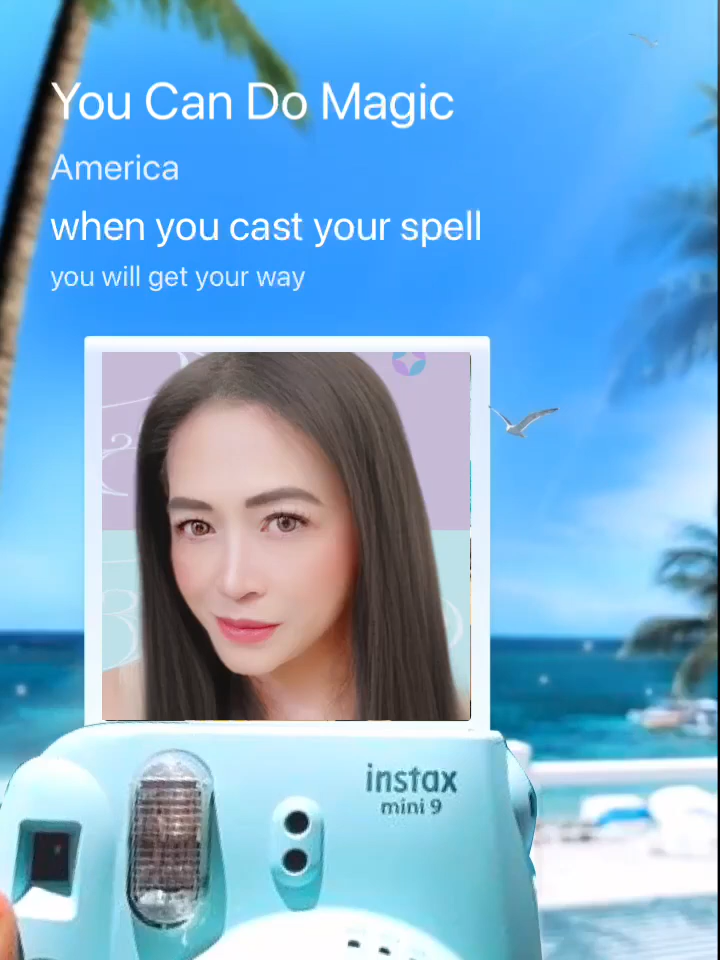 You Can Do Magic
America
when you cast your spell
you will get your way
instax
mini 9